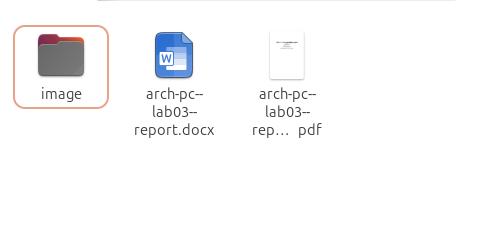 image
arch-pc--
lab03--
report.docx
arch-pc--
lab03--
rep… pdf
W